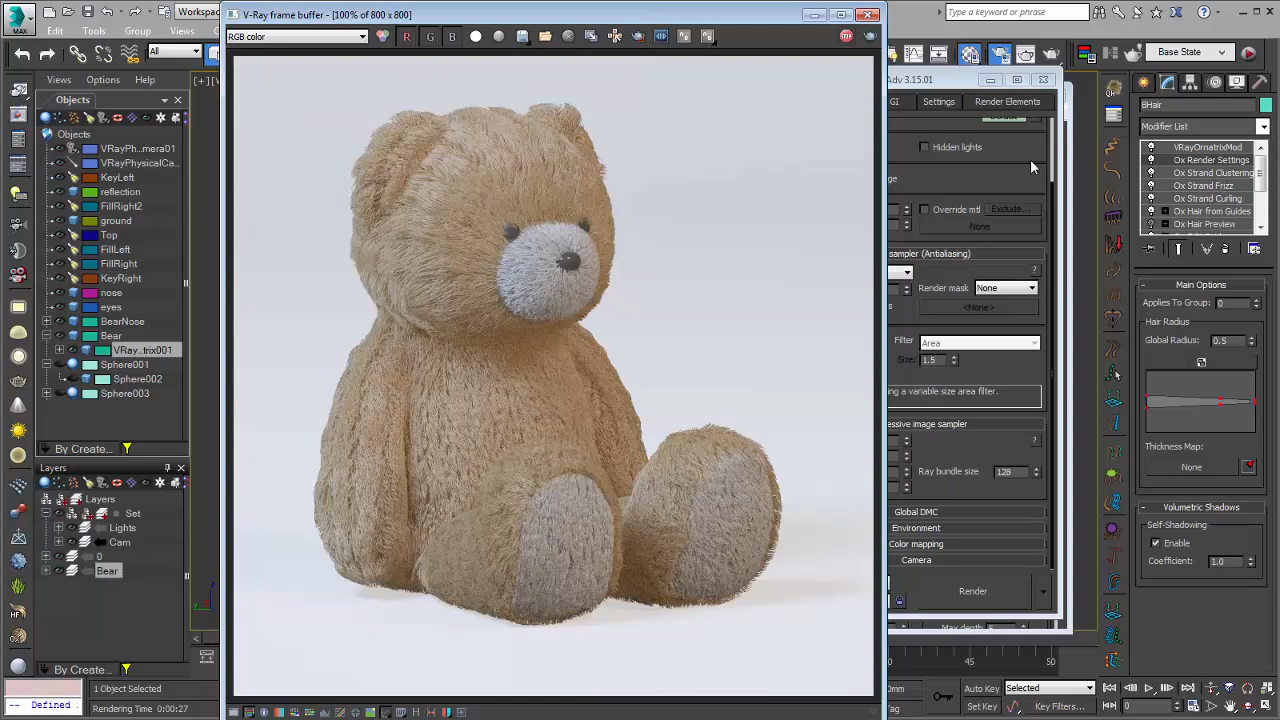 MAX
Workspac
V-Ray frame buffer - [100% of 800 x 800]
Type a keyword or phrase
Edit
Tools
Group
Views
RGB color
R
G
B
All
Base State
Views
Options
Help
[+][V
Adv 3.15.01
GI
Settings
Render Elements
Objects
Objects
VRayPh...mera01
VRayPhysicalCa...
KeyLeft
reflection
FillRight2
ground
Top
FillLeft
FillRight
KeyRight
nose
eyes
BearNose
Bear
VRay...trix001
Sphere001
Sphere002
Sphere003
By Create...
Layers
Layers
Set
Lights
Cam
0
Bear
By Create...
Hidden lights
ge
Override mtl
Exclude...
None
sampler (Antialiasing)
?
Render mask
None
s
<None>
Filter
Area
Size:
1.5
ng a variable size area filter.
essive image sampler
?
Ray bundle size
128
Global DMC
Environment
Color mapping
Camera
Render
Max depth
BHair
Modifier List
VRayOrnatrixMod
Ox Render Settings
Ox Strand Clustering
Ox Strand Frizz
Ox Strand Curling
Ox Hair from Guides
Ox Hair Preview
Main Options
Applies To Group:
0
Hair Radius
Global Radius:
0.5
Thickness Map:
None
Volumetric Shadows
Self-Shadowing
Enable
Coefficient:
1.0
45
50
1 Object Selected
Rendering Time 0:00:27
-- Defined
0mm
Auto Key
Selected
Set Key
Filters...
0